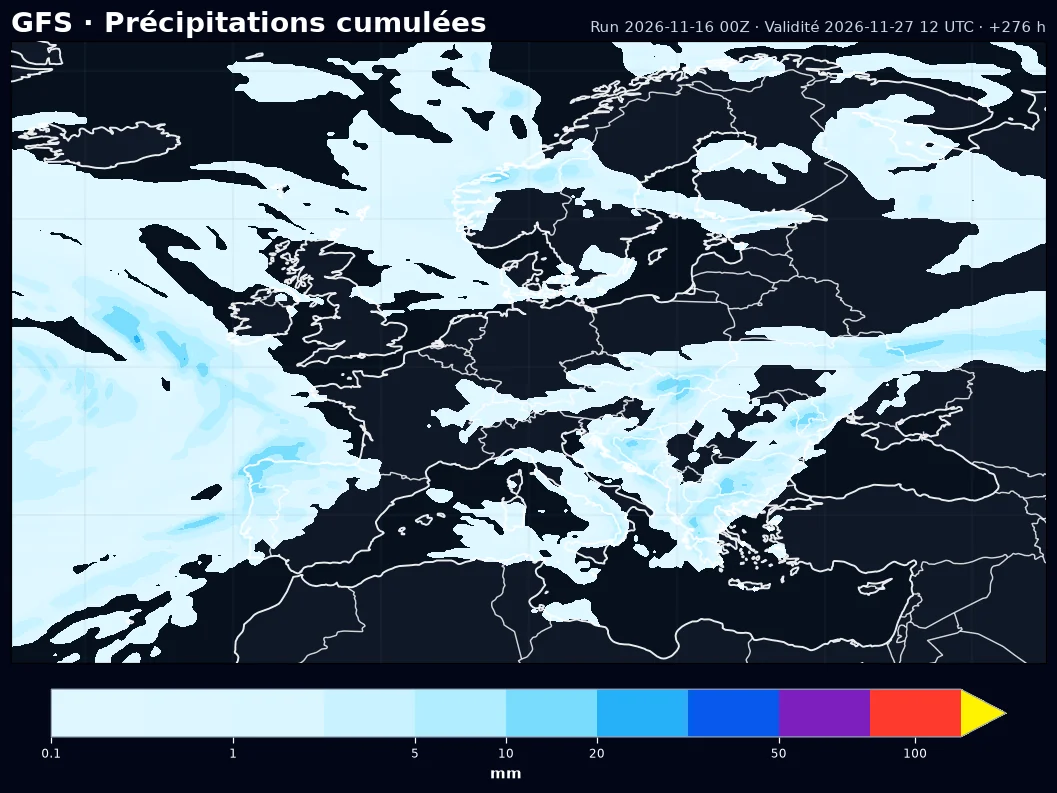 GFS · Précipitations cumulées
Run 2026-11-16 00Z · Validité 2026-11-27 12 UTC · +276 h
0.1 1 5 10 20 50 100
mm